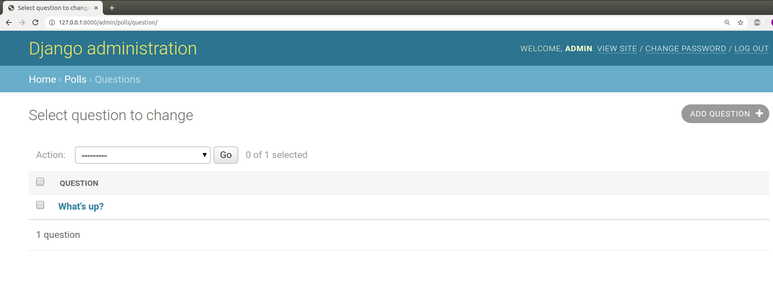 Select question to chang
127.0.0.1:8000/admin/polls/question/
Django administration
WELCOME, ADMIN. VIEW SITE / CHANGE PASSWORD / LOG OUT
Home › Polls › Questions
Select question to change
ADD QUESTION +
Action: --------- Go 0 of 1 selected
QUESTION
What's up?
1 question